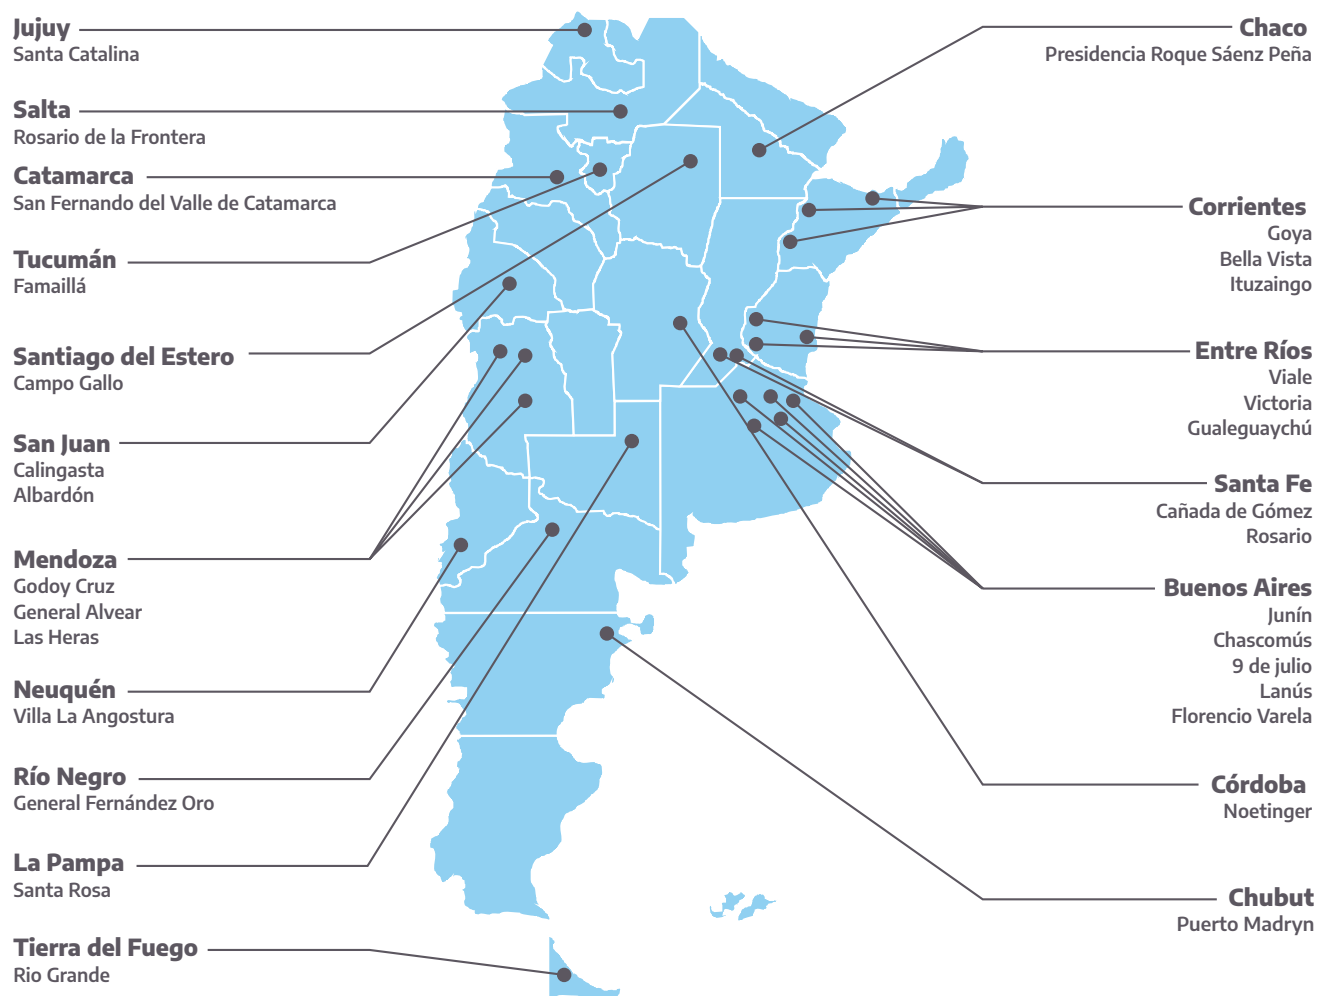 Jujuy
Santa Catalina
Salta
Rosario de la Frontera
Catamarca
San Fernando del Valle de Catamarca
Tucumán
Famaillá
Santiago del Estero
Campo Gallo
San Juan
Calingasta
Albardón
Mendoza
Godoy Cruz
General Alvear
Las Heras
Neuquén
Villa La Angostura
Río Negro
General Fernández Oro
La Pampa
Santa Rosa
Tierra del Fuego
Rio Grande
Chaco
Presidencia Roque Sáenz Peña
Corrientes
Goya
Bella Vista
Ituzaingo
Entre Ríos
Viale
Victoria
Gualeguaychú
Santa Fe
Cañada de Gómez
Rosario
Buenos Aires
Junín
Chascomús
9 de julio
Lanús
Florencio Varela
Córdoba
Noetinger
Chubut
Puerto Madryn